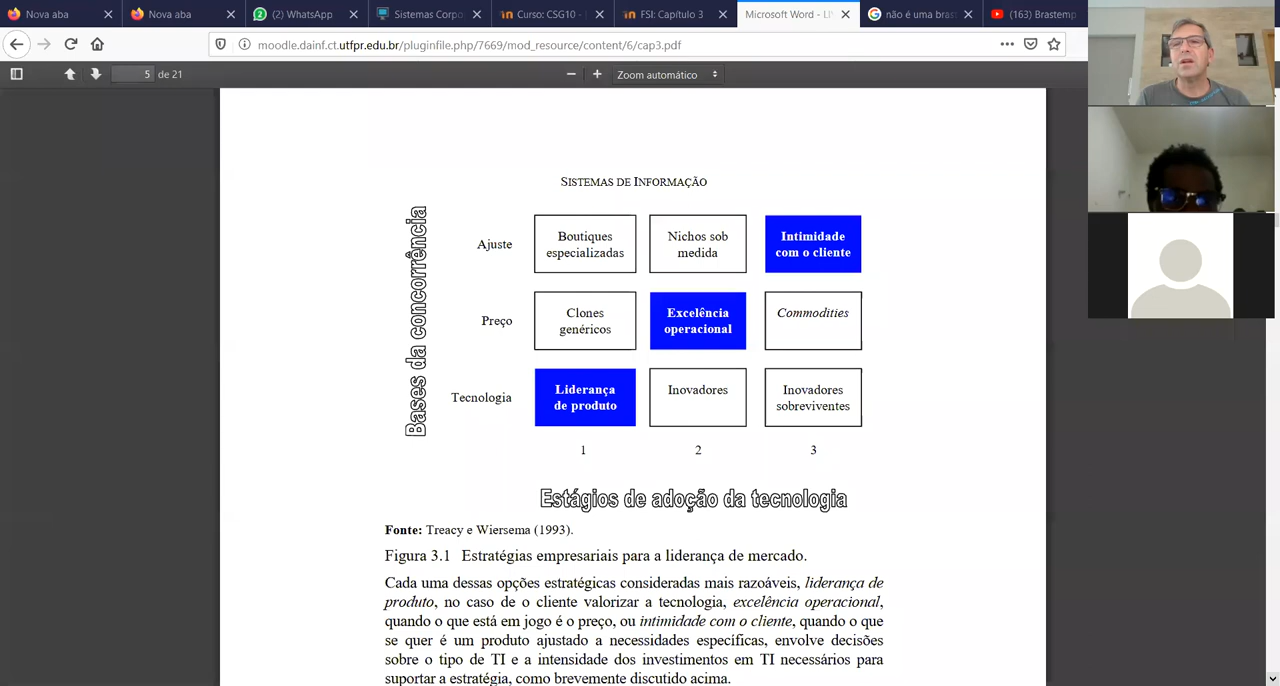 Nova aba
Nova aba
(2) WhatsApp
Sistemas Corpo
Curso: CSG10 -
FSI: Capítulo 3
Microsoft Word - LIV
não é uma bras
(163) Brastemp
moodle.dainf.ct.utfpr.edu.br/pluginfile.php/7669/mod_resource/content/6/cap3.pdf
5 de 21
Zoom automático
SISTEMAS DE INFORMAÇÃO
Bases da concorrência
Ajuste
Boutiques
especializadas
Nichos sob
medida
Intimidade
com o cliente
Preço
Clones
genéricos
Excelência
operacional
Commodities
Tecnologia
Liderança
de produto
Inovadores
Inovadores
sobreviventes
1 2 3
Estágios de adoção da tecnologia
Fonte: Treacy e Wiersema (1993).
Figura 3.1 Estratégias empresariais para a liderança de mercado.
Cada uma dessas opções estratégicas consideradas mais razoáveis, liderança de
produto, no caso de o cliente valorizar a tecnologia, excelência operacional,
quando o que está em jogo é o preço, ou intimidade com o cliente, quando o que
se quer é um produto ajustado a necessidades específicas, envolve decisões
sobre o tipo de TI e a intensidade dos investimentos em TI necessários para
suportar a estratégia, como brevemente discutido acima.